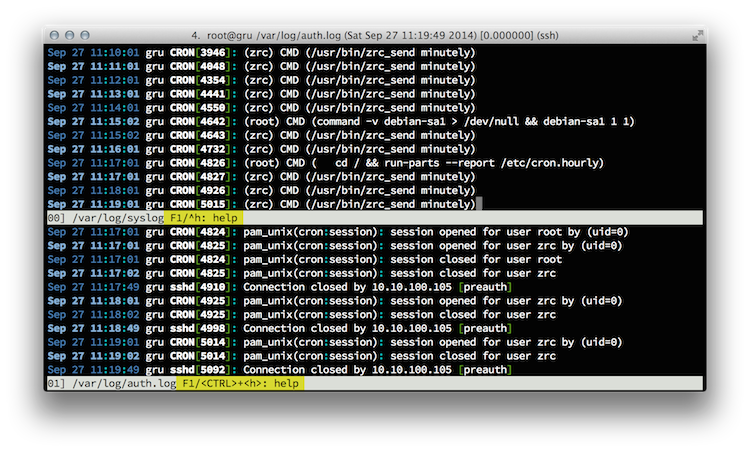 4. root@gru /var/log/auth.log (Sat Sep 27 11:19:49 2014) [0.000000] (ssh)
Sep 27 11:10:01 gru CRON[3946]: (zrc) CMD (/usr/bin/zrc_send minutely)
Sep 27 11:11:01 gru CRON[4048]: (zrc) CMD (/usr/bin/zrc_send minutely)
Sep 27 11:12:01 gru CRON[4354]: (zrc) CMD (/usr/bin/zrc_send minutely)
Sep 27 11:13:01 gru CRON[4441]: (zrc) CMD (/usr/bin/zrc_send minutely)
Sep 27 11:14:01 gru CRON[4550]: (zrc) CMD (/usr/bin/zrc_send minutely)
Sep 27 11:15:02 gru CRON[4642]: (root) CMD (command -v debian-sa1 > /dev/null && debian-sa1 1 1)
Sep 27 11:15:02 gru CRON[4643]: (zrc) CMD (/usr/bin/zrc_send minutely)
Sep 27 11:16:01 gru CRON[4732]: (zrc) CMD (/usr/bin/zrc_send minutely)
Sep 27 11:17:01 gru CRON[4826]: (root) CMD (   cd / && run-parts --report /etc/cron.hourly)
Sep 27 11:17:01 gru CRON[4827]: (zrc) CMD (/usr/bin/zrc_send minutely)
Sep 27 11:18:01 gru CRON[4926]: (zrc) CMD (/usr/bin/zrc_send minutely)
Sep 27 11:19:01 gru CRON[5015]: (zrc) CMD (/usr/bin/zrc_send minutely)
00] /var/log/syslog F1/^h: help
Sep 27 11:17:01 gru CRON[4824]: pam_unix(cron:session): session opened for user root by (uid=0)
Sep 27 11:17:01 gru CRON[4825]: pam_unix(cron:session): session opened for user zrc by (uid=0)
Sep 27 11:17:01 gru CRON[4824]: pam_unix(cron:session): session closed for user root
Sep 27 11:17:02 gru CRON[4825]: pam_unix(cron:session): session closed for user zrc
Sep 27 11:17:49 gru sshd[4910]: Connection closed by 10.10.100.105 [preauth]
Sep 27 11:18:01 gru CRON[4925]: pam_unix(cron:session): session opened for user zrc by (uid=0)
Sep 27 11:18:02 gru CRON[4925]: pam_unix(cron:session): session closed for user zrc
Sep 27 11:18:49 gru sshd[4998]: Connection closed by 10.10.100.105 [preauth]
Sep 27 11:19:01 gru CRON[5014]: pam_unix(cron:session): session opened for user zrc by (uid=0)
Sep 27 11:19:02 gru CRON[5014]: pam_unix(cron:session): session closed for user zrc
Sep 27 11:19:49 gru sshd[5092]: Connection closed by 10.10.100.105 [preauth]
01] /var/log/auth.log F1/<CTRL>+<h>: help